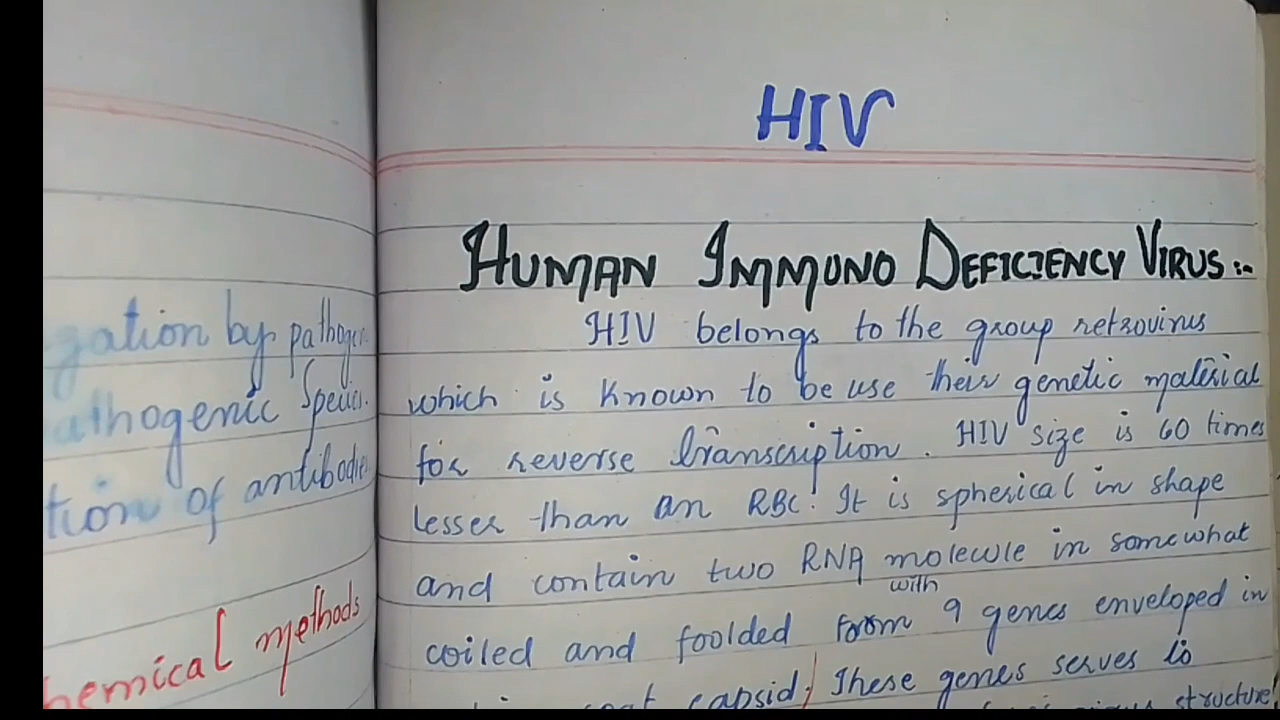 gation by pathogen
athogenic Species.
tion of antibodie
hemical methods
HIV
HUMAN IMMUNO DEFICIENCY VIRUS:-
HIV belongs to the group retrovirus
which is known to be use their genetic material
for reverse transcription. HIV size is 60 times
lesser than an RBC. It is spherical in shape
and contain two RNA molecule in somewhat
with
coiled and foolded form 9 genes enveloped in
capsid, These genes serves to
structure